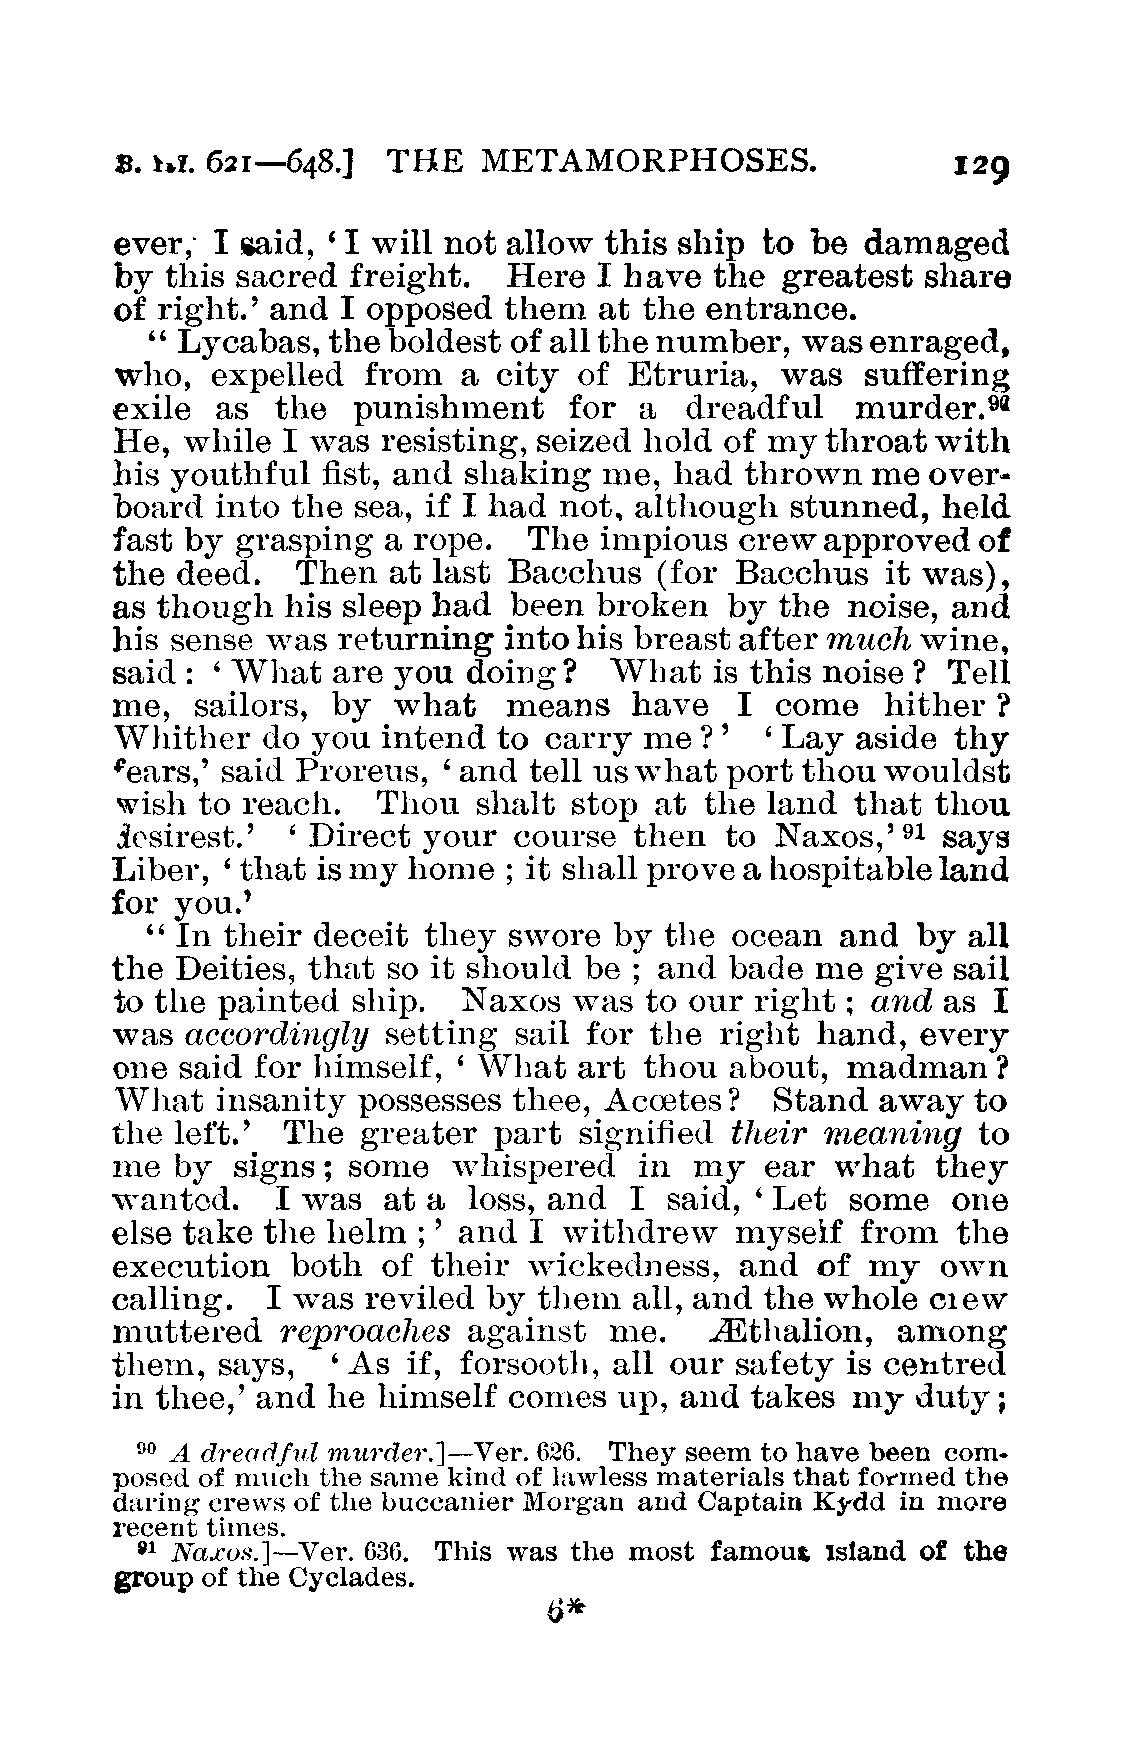 B. III. 621—648.] THE METAMORPHOSES. 129
ever, I said, ‘I will not allow this ship to be damaged
by this sacred freight. Here I have the greatest share
of right.’ and I opposed them at the entrance.
“ Lycabas, the boldest of all the number, was enraged,
who, expelled from a city of Etruria, was suffering
exile as the punishment for a dreadful murder.⁹⁰
He, while I was resisting, seized hold of my throat with
his youthful fist, and shaking me, had thrown me over-
board into the sea, if I had not, although stunned, held
fast by grasping a rope. The impious crew approved of
the deed. Then at last Bacchus (for Bacchus it was),
as though his sleep had been broken by the noise, and
his sense was returning into his breast after much wine,
said : ‘ What are you doing? What is this noise ? Tell
me, sailors, by what means have I come hither ?
Whither do you intend to carry me ? ’ ‘ Lay aside thy
fears,’ said Proreus, ‘ and tell us what port thou wouldst
wish to reach. Thou shalt stop at the land that thou
desirest.’ ‘ Direct your course then to Naxos,’ ⁹¹ says
Liber, ‘ that is my home ; it shall prove a hospitable land
for you.’
“ In their deceit they swore by the ocean and by all
the Deities, that so it should be ; and bade me give sail
to the painted ship. Naxos was to our right ; and as I
was accordingly setting sail for the right hand, every
one said for himself, ‘ What art thou about, madman ?
What insanity possesses thee, Acœtes? Stand away to
the left.’ The greater part signified their meaning to
me by signs ; some whispered in my ear what they
wanted. I was at a loss, and I said, ‘ Let some one
else take the helm ; ’ and I withdrew myself from the
execution both of their wickedness, and of my own
calling. I was reviled by them all, and the whole crew
muttered reproaches against me. Æthalion, among
them, says, ‘ As if, forsooth, all our safety is centred
in thee,’ and he himself comes up, and takes my duty ;
⁹⁰ A dreadful murder.]—Ver. 626. They seem to have been com-
posed of much the same kind of lawless materials that formed the
daring crews of the buccanier Morgan and Captain Kydd in more
recent times.
⁹¹ Naxos.]—Ver. 636. This was the most famous island of the
group of the Cyclades.
6*